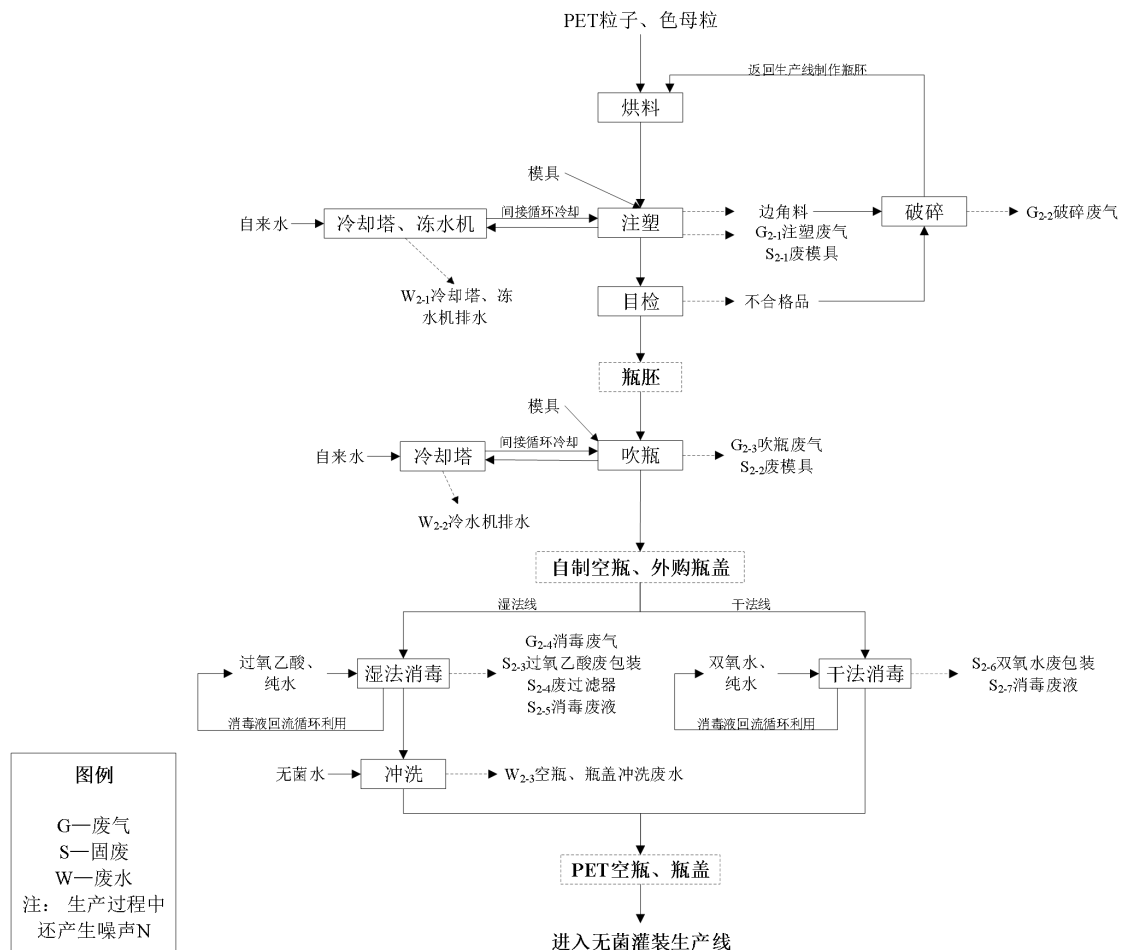 PET粒子、色母粒
返回生产线制作瓶胚
烘料
模具
自来水
冷却塔、冻水机
间接循环冷却
注塑
边角料
G2-1注塑废气
S2-1废模具
破碎
G2-2破碎废气
W2-1冷却塔、冻
水机排水
目检
不合格品
瓶胚
模具
自来水
冷却塔
间接循环冷却
吹瓶
G2-3吹瓶废气
S2-2废模具
W2-2冷水机排水
自制空瓶、外购瓶盖
湿法线
干法线
过氧乙酸、
纯水
湿法消毒
G2-4消毒废气
S2-3过氧乙酸废包装
S2-4废过滤器
S2-5消毒废液
消毒液回流循环利用
双氧水、
纯水
干法消毒
S2-6双氧水废包装
S2-7消毒废液
消毒液回流循环利用
无菌水
冲洗
W2-3空瓶、瓶盖冲洗废水
PET空瓶、瓶盖
进入无菌灌装生产线
图例
G—废气
S—固废
W—废水
注： 生产过程中
还产生噪声N